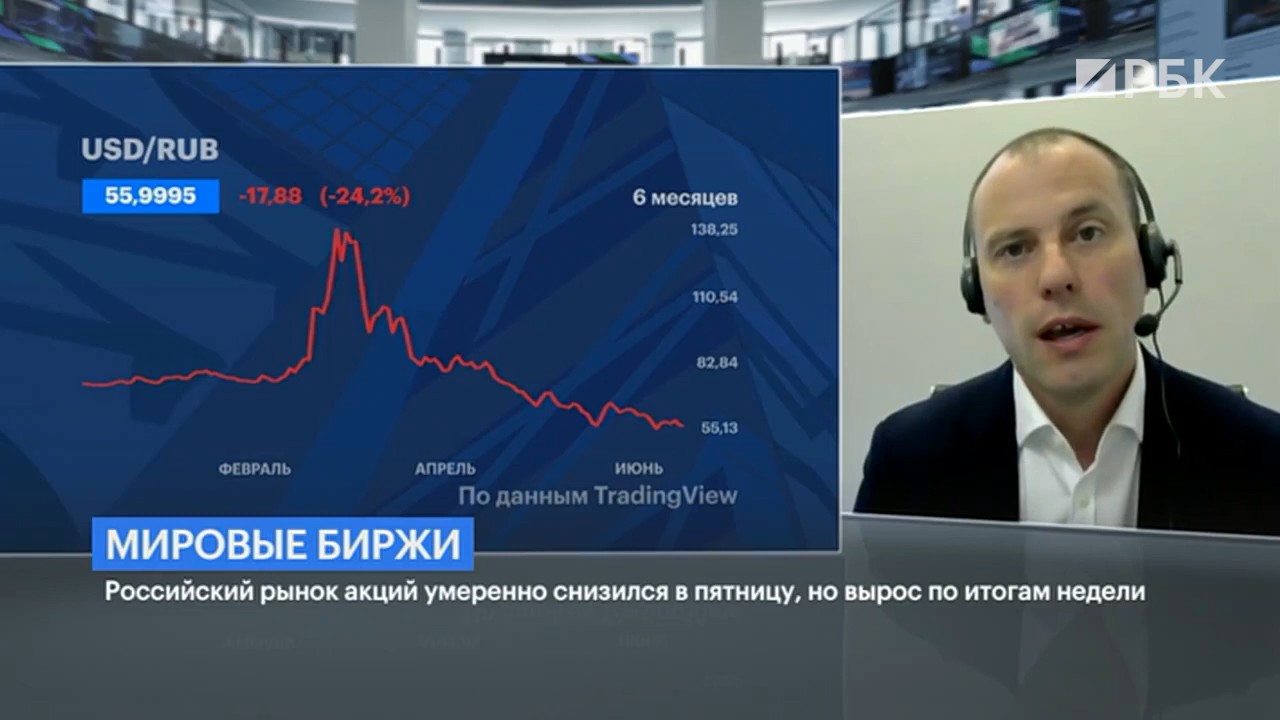 РБК
USD/RUB
55,9995 -17,88 (-24,2%)
6 месяцев
138,25
110,54
82,84
55,13
ФЕВРАЛЬ АПРЕЛЬ ИЮНЬ
По данным TradingView
МИРОВЫЕ БИРЖИ
Российский рынок акций умеренно снизился в пятницу, но вырос по итогам недели